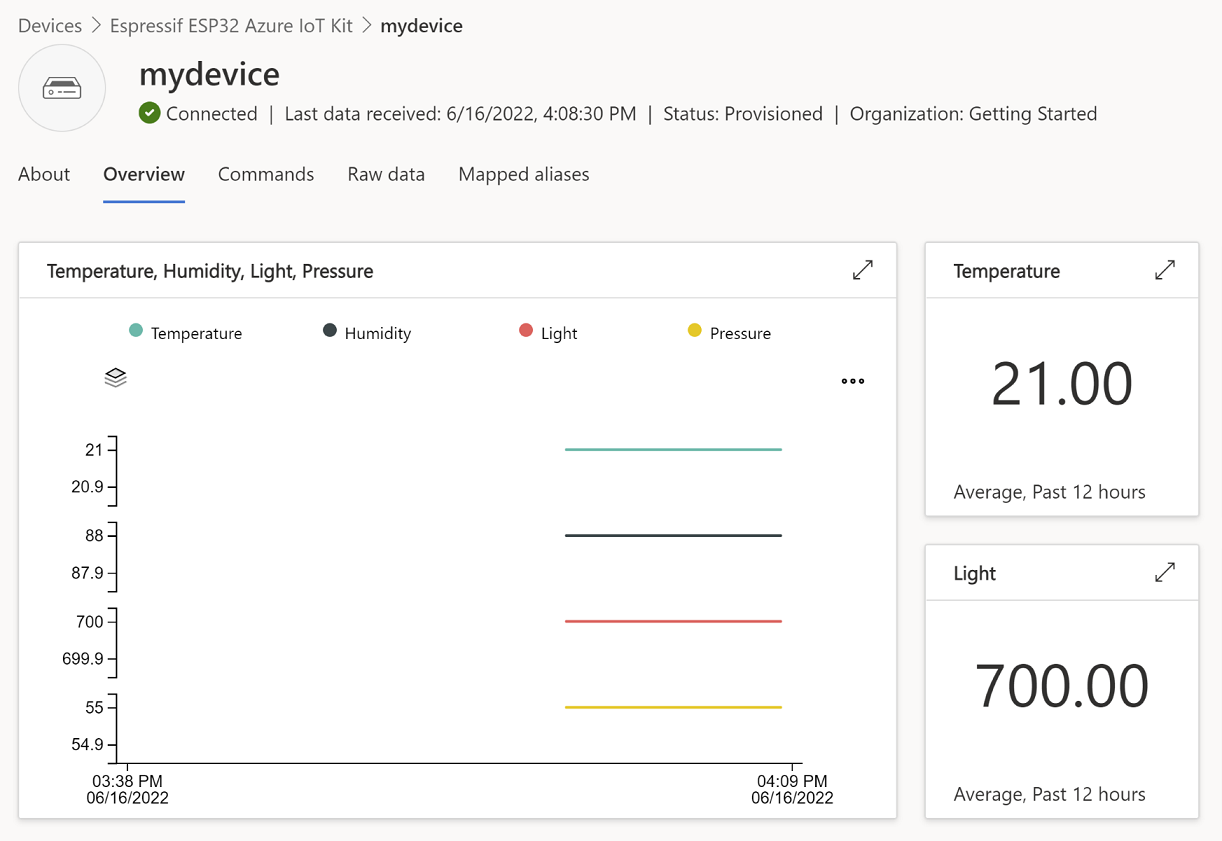 Devices > Espressif ESP32 Azure IoT Kit > mydevice
mydevice
Connected | Last data received: 6/16/2022, 4:08:30 PM | Status: Provisioned | Organization: Getting Started
About Overview Commands Raw data Mapped aliases
Temperature, Humidity, Light, Pressure
Temperature Humidity Light Pressure
21
20.9
88
87.9
700
699.9
55
54.9
03:38 PM 04:09 PM
06/16/2022 06/16/2022
Temperature
21.00
Average, Past 12 hours
Light
700.00
Average, Past 12 hours